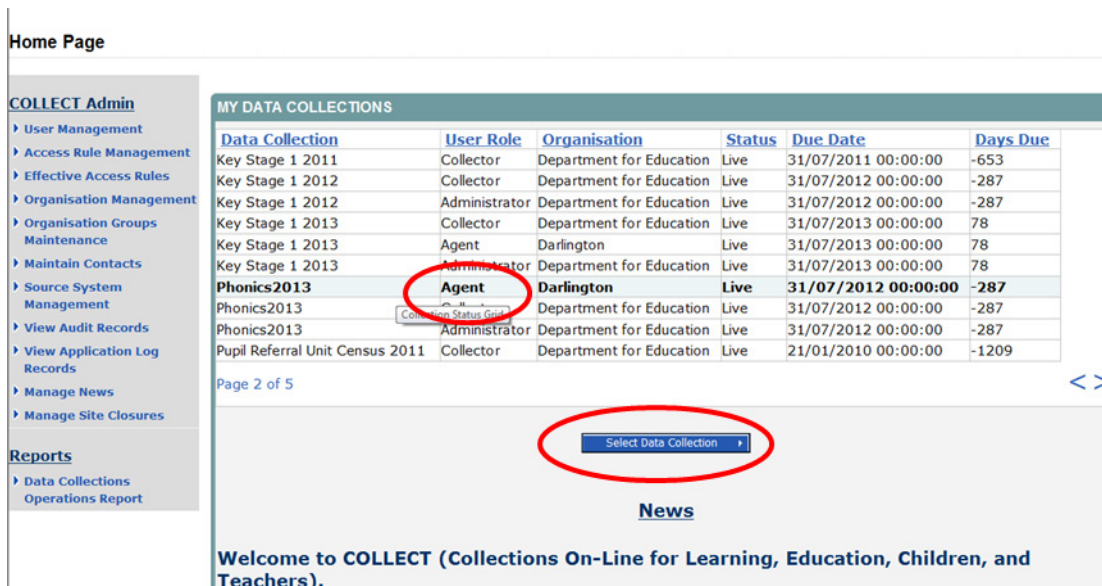 Home Page
COLLECT Admin
User Management
Access Rule Management
Effective Access Rules
Organisation Management
Organisation Groups
Maintenance
Maintain Contacts
Source System
Management
View Audit Records
View Application Log
Records
Manage News
Manage Site Closures
Reports
Data Collections
Operations Report
MY DATA COLLECTIONS
Data Collection User Role Organisation Status Due Date Days Due
Key Stage 1 2011 Collector Department for Education Live 31/07/2011 00:00:00 -653
Key Stage 1 2012 Collector Department for Education Live 31/07/2012 00:00:00 -287
Key Stage 1 2012 Administrator Department for Education Live 31/07/2012 00:00:00 -287
Key Stage 1 2013 Collector Department for Education Live 31/07/2013 00:00:00 78
Key Stage 1 2013 Agent Darlington Live 31/07/2013 00:00:00 78
Key Stage 1 2013 Administrator Department for Education Live 31/07/2013 00:00:00 78
Phonics2013 Agent Darlington Live 31/07/2012 00:00:00 -287
Phonics2013 Collector Department for Education Live 31/07/2012 00:00:00 -287
Collection Status Grid
Phonics2013 Administrator Department for Education Live 31/07/2012 00:00:00 -287
Pupil Referral Unit Census 2011 Collector Department for Education Live 21/01/2010 00:00:00 -1209
Page 2 of 5 < >
Select Data Collection
News
Welcome to COLLECT (Collections On-Line for Learning, Education, Children, and
Teachers).